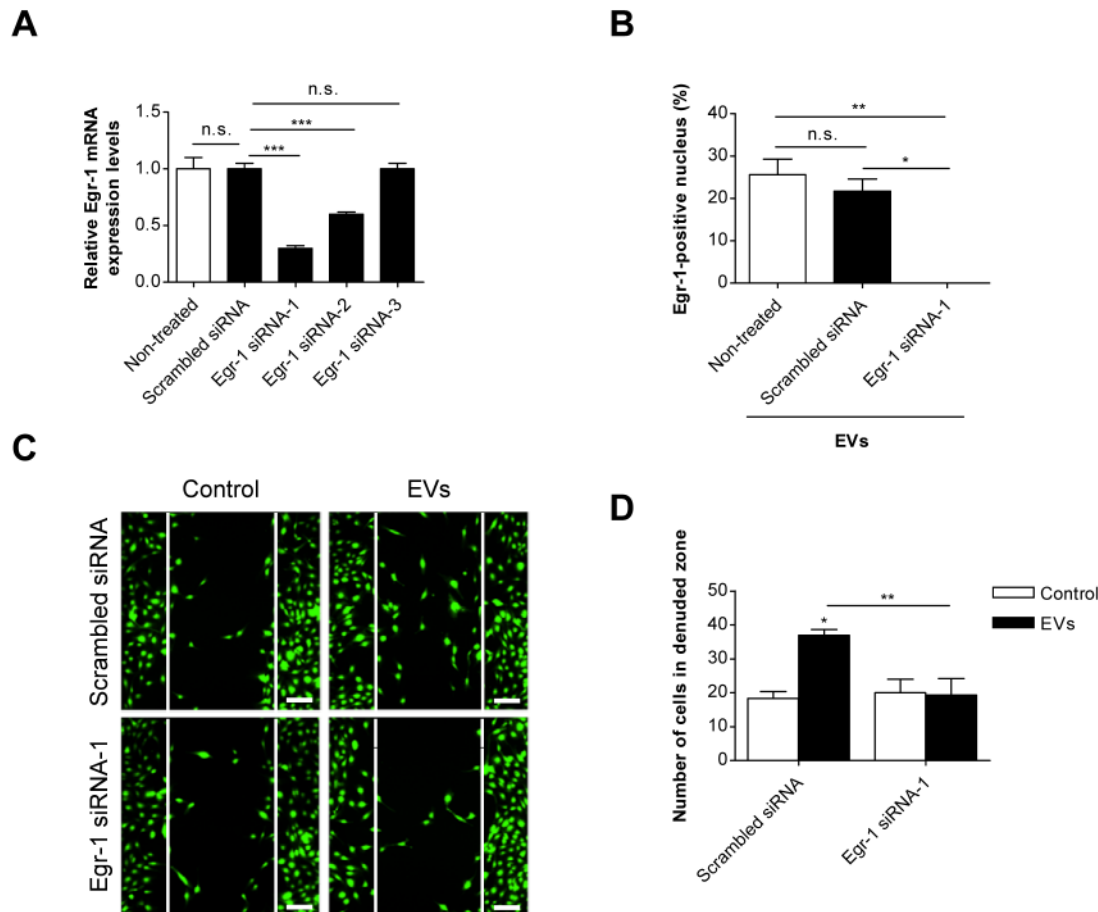 A
Relative Egr-1 mRNA
expression levels
1.5
1.0
0.5
0.0
n.s.
n.s.
***
***
Non-treated
Scrambled siRNA
Egr-1 siRNA-1
Egr-1 siRNA-2
Egr-1 siRNA-3
B
Egr-1-positive nucleus (%)
40
30
20
10
0
**
n.s.
*
Non-treated
Scrambled siRNA
Egr-1 siRNA-1
EVs
C
Control
EVs
Scrambled siRNA
Egr-1 siRNA-1
D
Number of cells in denuded zone
50
40
30
20
10
0
**
*
Control
EVs
Scrambled siRNA
Egr-1 siRNA-1